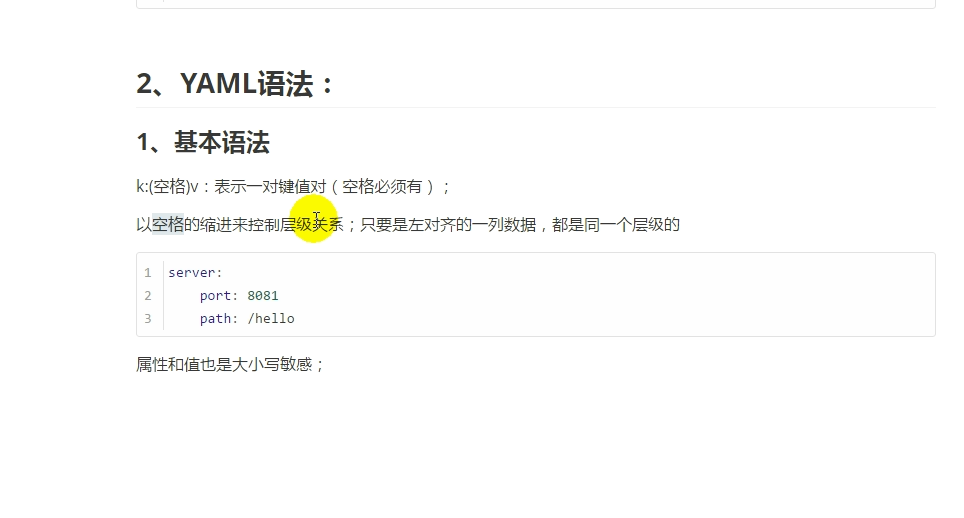 2、YAML语法：
1、基本语法
k:(空格)v：表示一对键值对（空格必须有）；
以空格的缩进来控制层级关系；只要是左对齐的一列数据，都是同一个层级的
1 server:
2     port: 8081
3     path: /hello
属性和值也是大小写敏感；